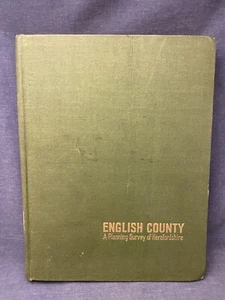 ENGLISH COUNTY
A Planning Survey of Herefordshire